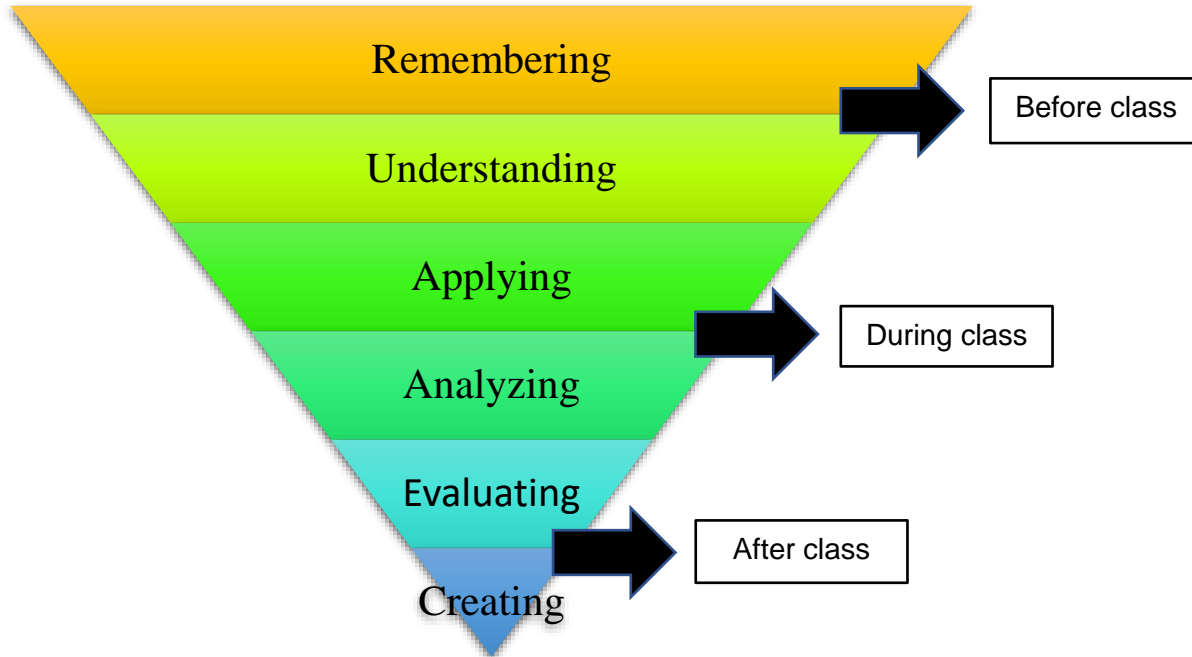 Remembering
Before class
Understanding
Applying
During class
Analyzing
Evaluating
After class
Creating